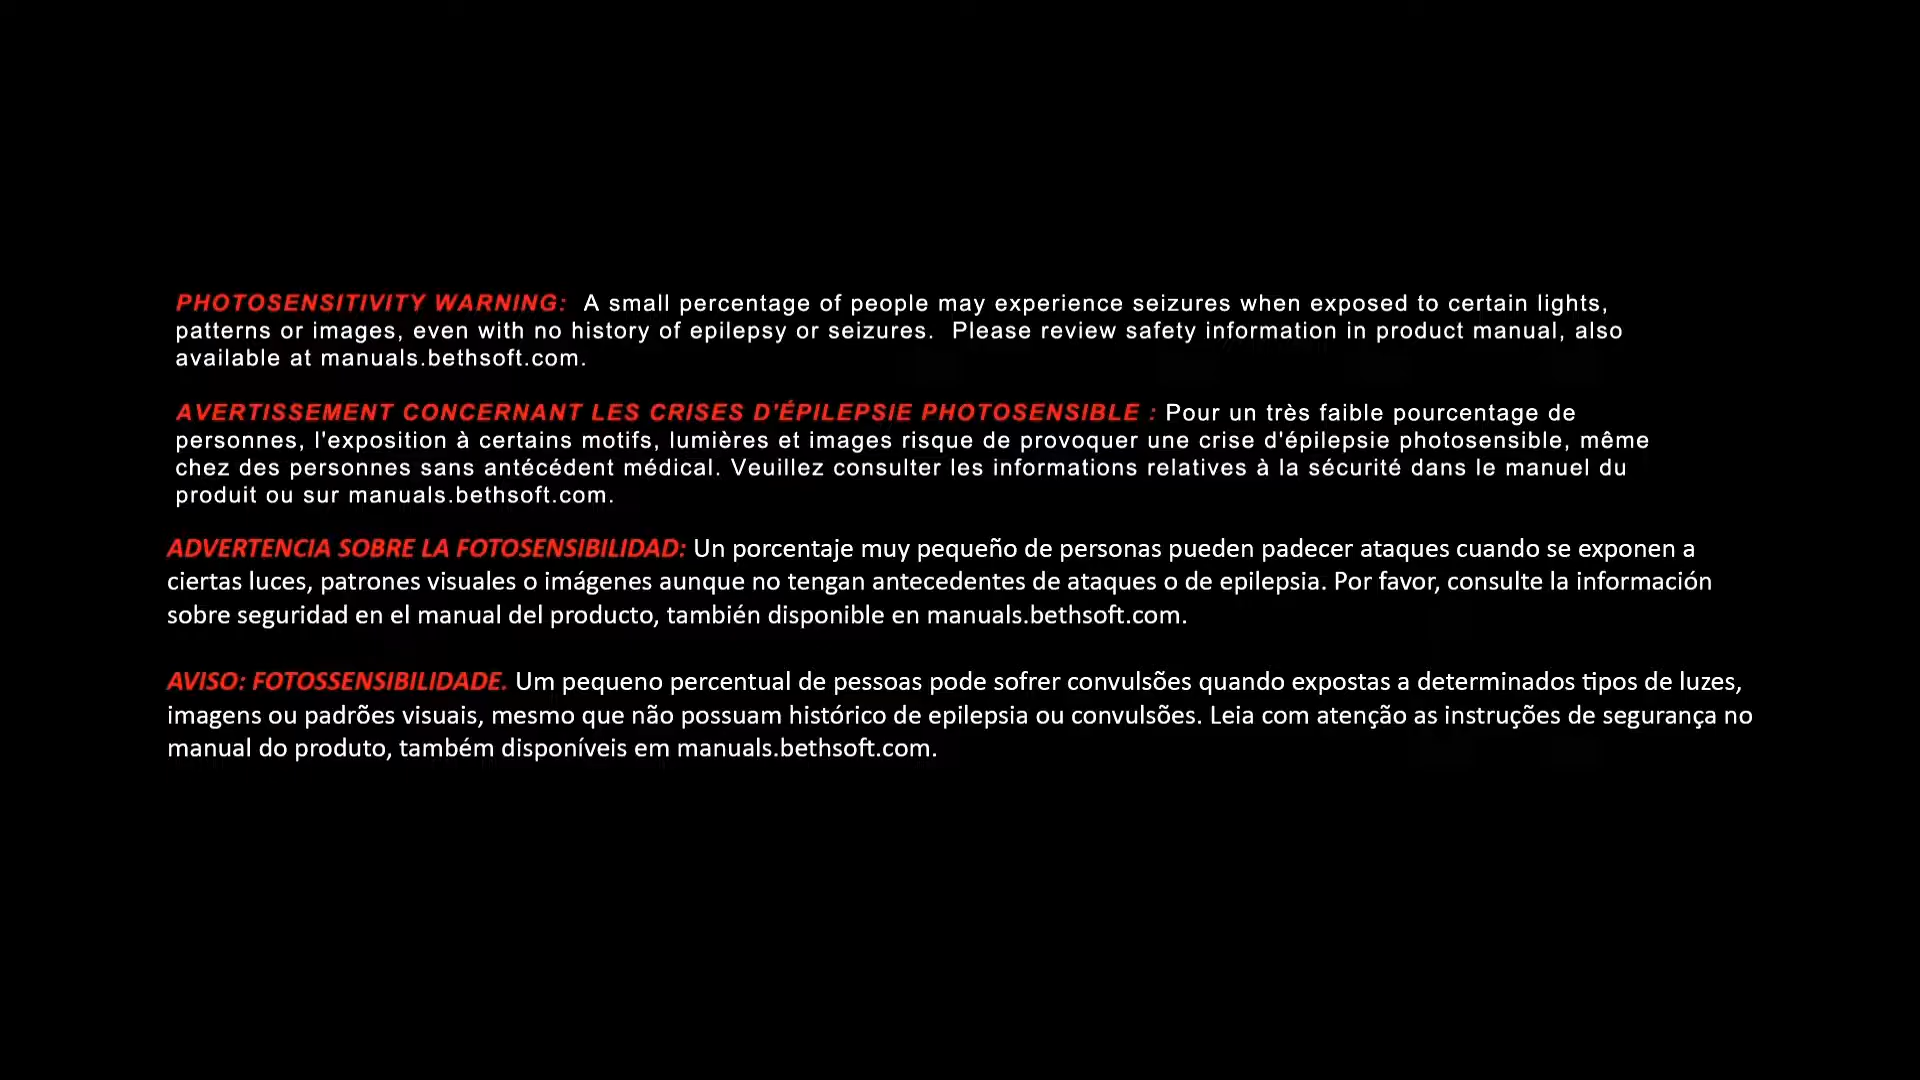 PHOTOSENSITIVITY WARNING: A small percentage of people may experience seizures when exposed to certain lights,
patterns or images, even with no history of epilepsy or seizures. Please review safety information in product manual, also
available at manuals.bethsoft.com.
AVERTISSEMENT CONCERNANT LES CRISES D'ÉPILEPSIE PHOTOSENSIBLE : Pour un très faible pourcentage de
personnes, l'exposition à certains motifs, lumières et images risque de provoquer une crise d'épilepsie photosensible, même
chez des personnes sans antécédent médical. Veuillez consulter les informations relatives à la sécurité dans le manuel du
produit ou sur manuals.bethsoft.com.
ADVERTENCIA SOBRE LA FOTOSENSIBILIDAD: Un porcentaje muy pequeño de personas pueden padecer ataques cuando se exponen a
ciertas luces, patrones visuales o imágenes aunque no tengan antecedentes de ataques o de epilepsia. Por favor, consulte la información
sobre seguridad en el manual del producto, también disponible en manuals.bethsoft.com.
AVISO: FOTOSSENSIBILIDADE. Um pequeno percentual de pessoas pode sofrer convulsões quando expostas a determinados tipos de luzes,
imagens ou padrões visuais, mesmo que não possuam histórico de epilepsia ou convulsões. Leia com atenção as instruções de segurança no
manual do produto, também disponíveis em manuals.bethsoft.com.